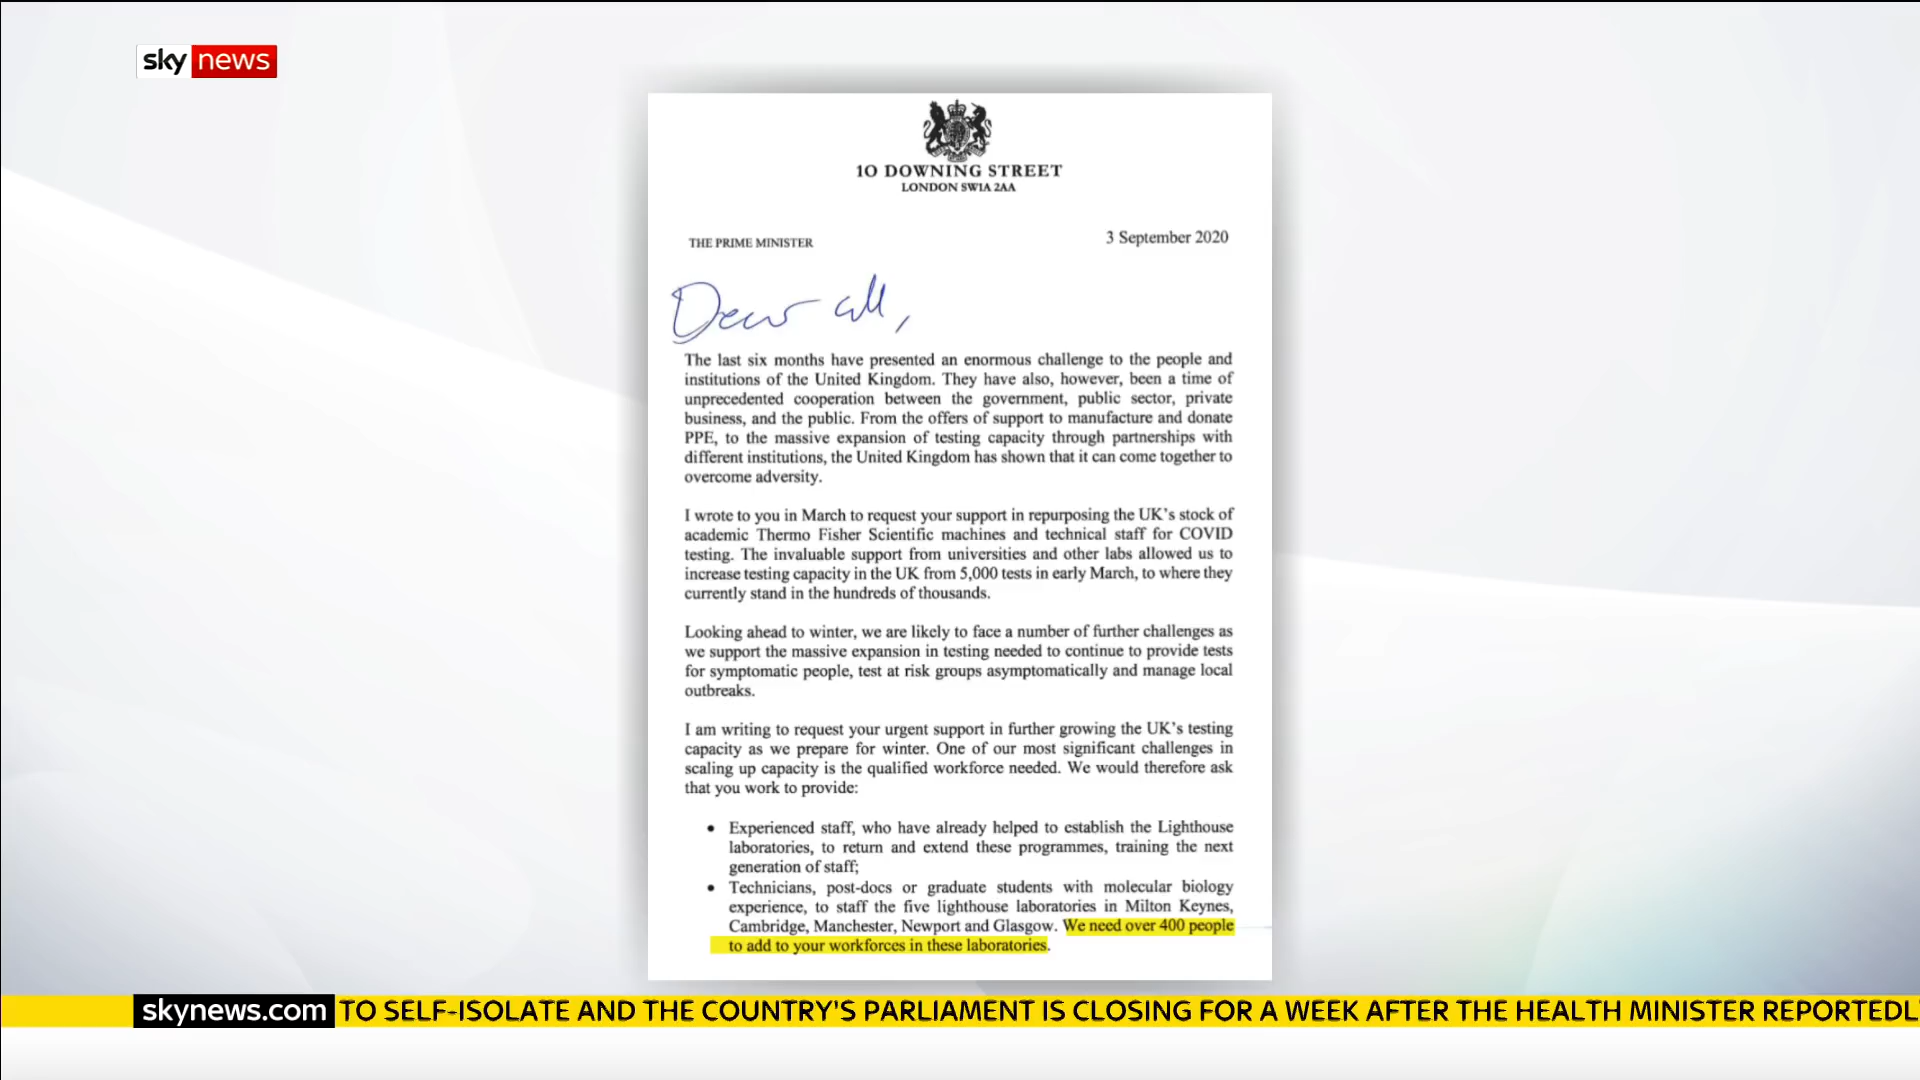 sky news
10 DOWNING STREET
LONDON SW1A 2AA
THE PRIME MINISTER
3 September 2020
Dear all,
The last six months have presented an enormous challenge to the people and
institutions of the United Kingdom. They have also, however, been a time of
unprecedented cooperation between the government, public sector, private
business, and the public. From the offers of support to manufacture and donate
PPE, to the massive expansion of testing capacity through partnerships with
different institutions, the United Kingdom has shown that it can come together to
overcome adversity.
I wrote to you in March to request your support in repurposing the UK's stock of
academic Thermo Fisher Scientific machines and technical staff for COVID
testing. The invaluable support from universities and other labs allowed us to
increase testing capacity in the UK from 5,000 tests in early March, to where they
currently stand in the hundreds of thousands.
Looking ahead to winter, we are likely to face a number of further challenges as
we support the massive expansion in testing needed to continue to provide tests
for symptomatic people, test at risk groups asymptomatically and manage local
outbreaks.
I am writing to request your urgent support in further growing the UK's testing
capacity as we prepare for winter. One of our most significant challenges in
scaling up capacity is the qualified workforce needed. We would therefore ask
that you work to provide:
• Experienced staff, who have already helped to establish the Lighthouse
laboratories, to return and extend these programmes, training the next
generation of staff;
• Technicians, post-docs or graduate students with molecular biology
experience, to staff the five lighthouse laboratories in Milton Keynes,
Cambridge, Manchester, Newport and Glasgow. We need over 400 people
to add to your workforces in these laboratories.
skynews.com TO SELF-ISOLATE AND THE COUNTRY'S PARLIAMENT IS CLOSING FOR A WEEK AFTER THE HEALTH MINISTER REPORTEDL